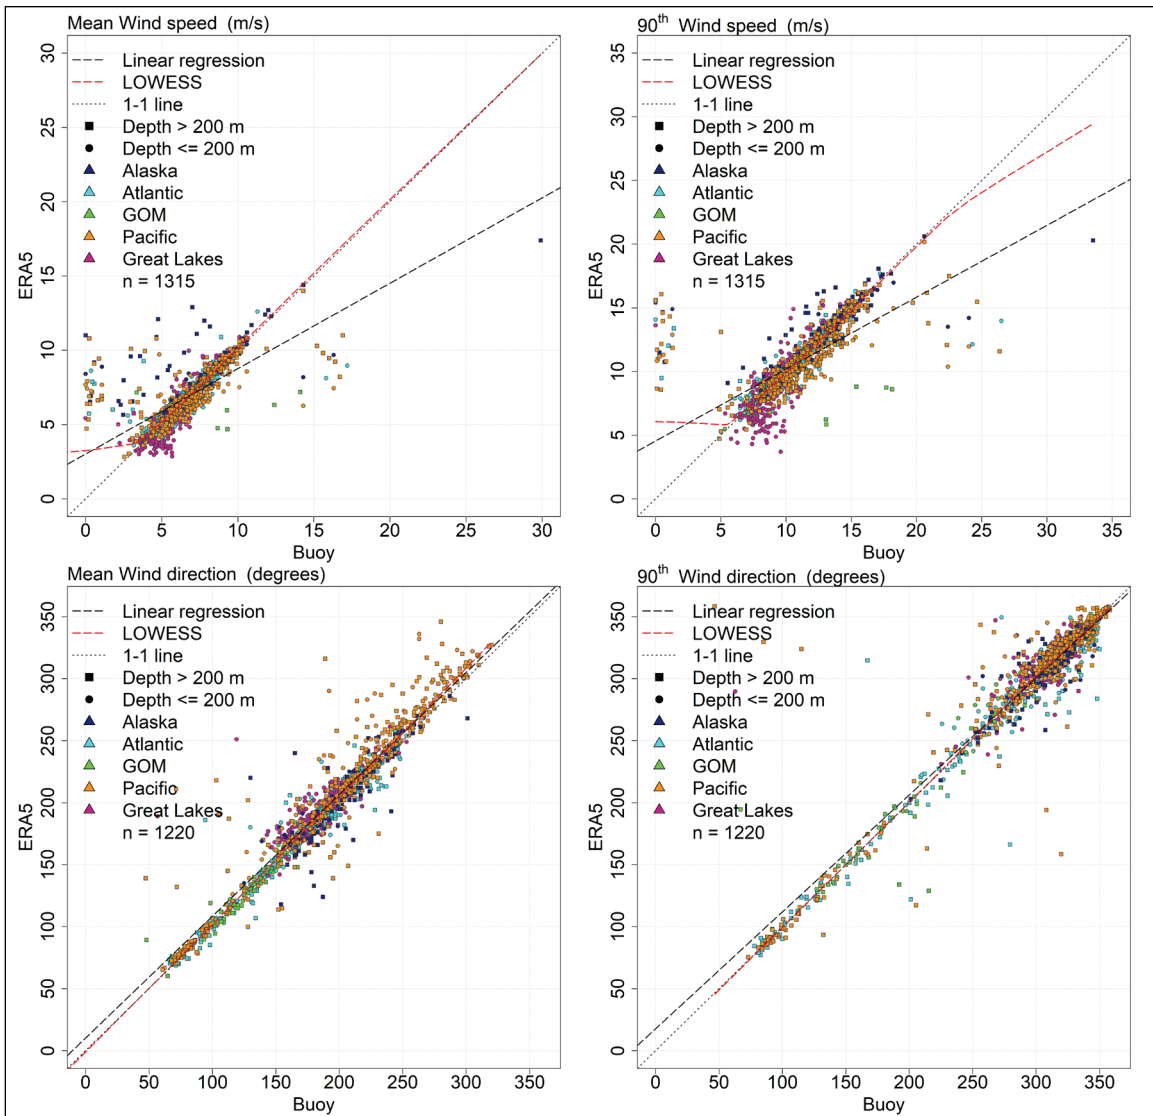 Mean Wind speed (m/s)
30
25
20
15
10
5
0
ERA5
Linear regression
LOWESS
1-1 line
Depth > 200 m
Depth <= 200 m
Alaska
Atlantic
GOM
Pacific
Great Lakes
n = 1315
0 5 10 15 20 25 30
Buoy
90th Wind speed (m/s)
35
30
25
20
15
10
5
0
ERA5
Linear regression
LOWESS
1-1 line
Depth > 200 m
Depth <= 200 m
Alaska
Atlantic
GOM
Pacific
Great Lakes
n = 1315
0 5 10 15 20 25 30 35
Buoy
Mean Wind direction (degrees)
350
300
250
200
150
100
50
0
ERA5
Linear regression
LOWESS
1-1 line
Depth > 200 m
Depth <= 200 m
Alaska
Atlantic
GOM
Pacific
Great Lakes
n = 1220
0 50 100 150 200 250 300 350
Buoy
90th Wind direction (degrees)
350
300
250
200
150
100
50
0
ERA5
Linear regression
LOWESS
1-1 line
Depth > 200 m
Depth <= 200 m
Alaska
Atlantic
GOM
Pacific
Great Lakes
n = 1220
0 50 100 150 200 250 300 350
Buoy